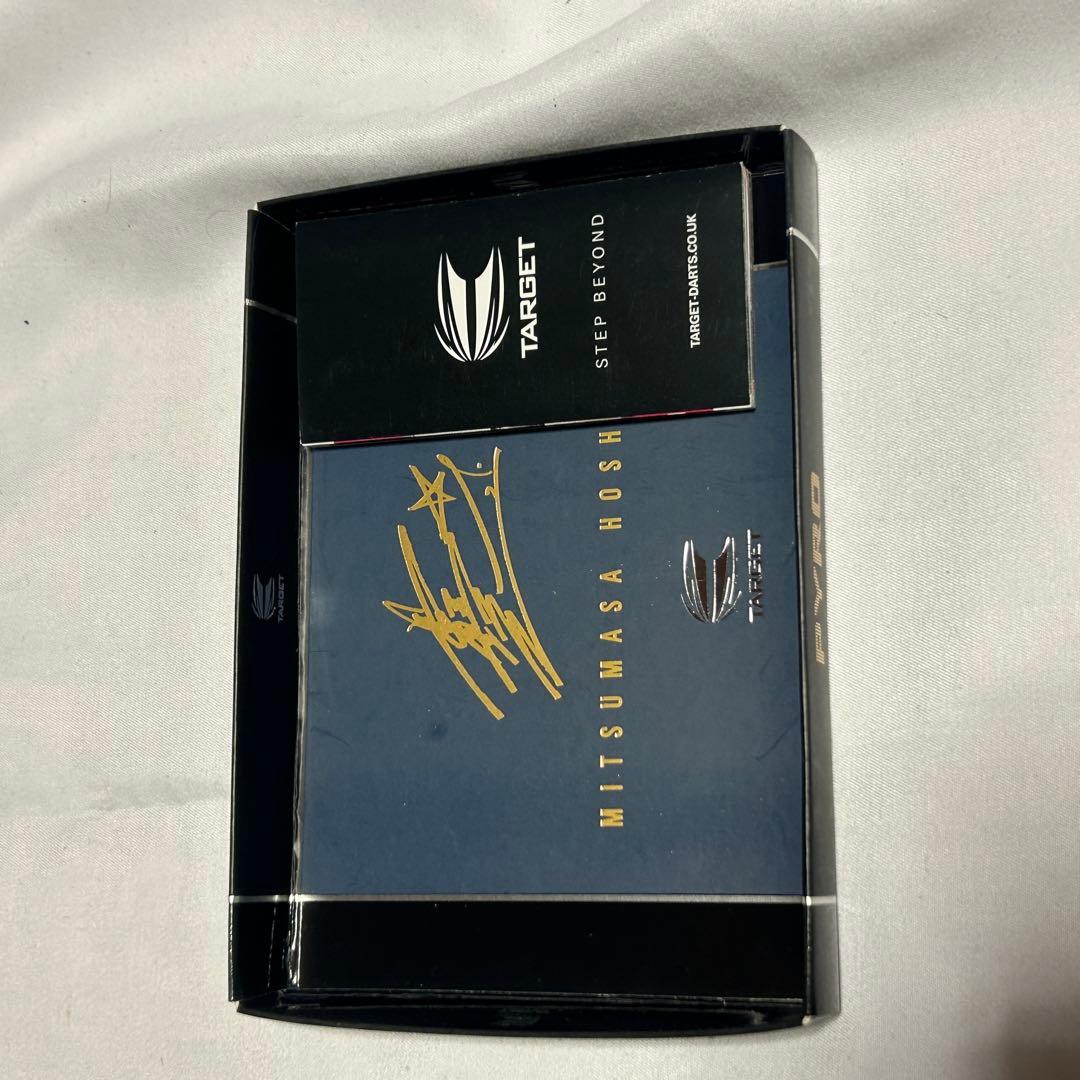 TARGET
STEP BEYOND
TARGET-DARTS.CO.UK
MITSUMASA HOSH
TARGET
TARGET